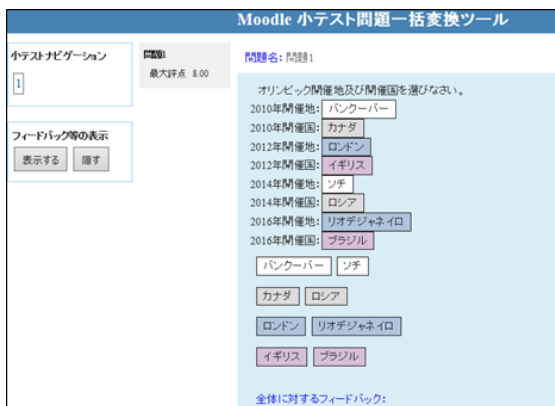 Moodle 小テスト問題一括変換ツール
小テストナビゲーション
1
フィードバック等の表示
表示する 隠す
問題1
最大評点 8.00
問題名: 問題1
オリンピック開催地及び開催国を選びなさい。
2010年開催地: バンクーバー
2010年開催国: カナダ
2012年開催地: ロンドン
2012年開催国: イギリス
2014年開催地: ソチ
2014年開催国: ロシア
2016年開催地: リオデジャネイロ
2016年開催国: ブラジル
バンクーバー ソチ
カナダ ロシア
ロンドン リオデジャネイロ
イギリス ブラジル
全体に対するフィードバック: